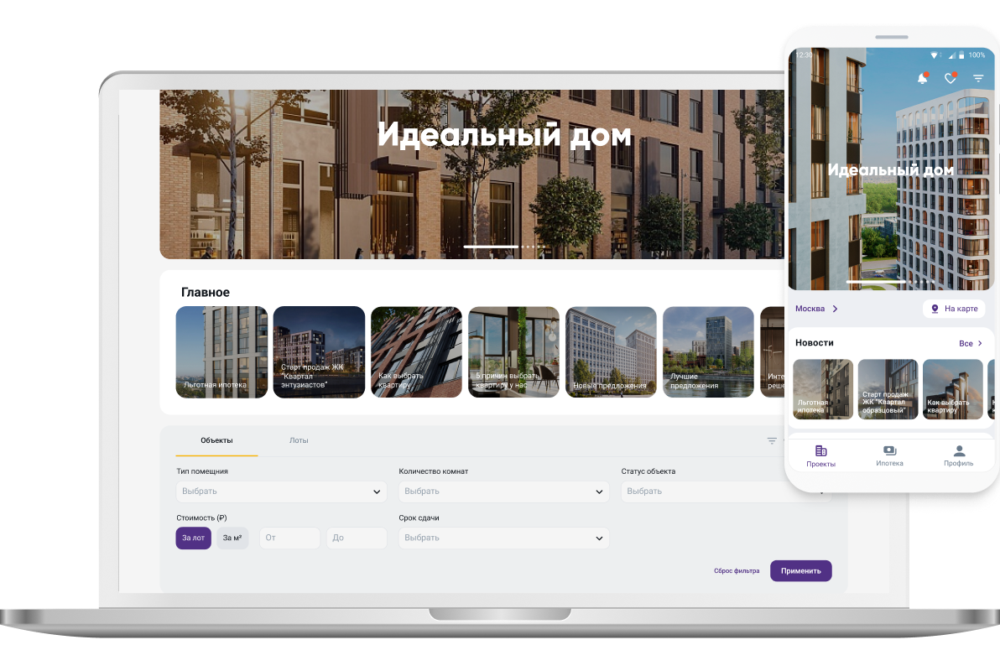 Идеальный дом
Главное
Льготная ипотека
Старт продаж ЖК
"Квартал
энтузиастов"
Как выбрать
квартиру
5 причин выбрать
квартиру у нас
Новые предложения
Лучшие
предложения
Инте
реше
Объекты
Лоты
Тип помещния
Выбрать
Количество комнат
Выбрать
Статус объекта
Выбрать
Стоимость (₽)
За лот
За м²
От
До
Срок сдачи
Выбрать
Сброс фильтра
Применить
12:30
100%
Идеальный дом
Москва
На карте
Новости
Все
Льготная
ипотека
Старт продаж
ЖК "Квартал
образцовый"
Как выбрать
квартиру
Проекты
Ипотека
Профиль